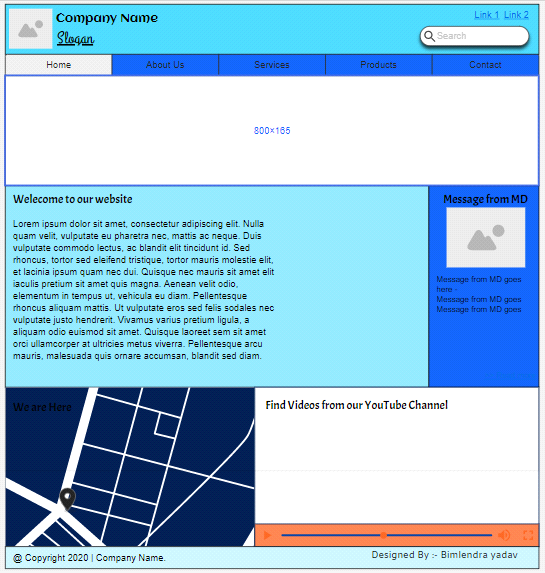 Company Name
Slogan
Link 1 Link 2
Search
Home
About Us
Services
Products
Contact
800×165
Welcome to our website
Lorem ipsum dolor sit amet, consectetur adipiscing elit. Nulla
quam velit, vulputate eu pharetra nec, mattis ac neque. Duis
vulputate commodo lectus, ac blandit elit tincidunt id. Sed
rhoncus, tortor sed eleifend tristique, tortor mauris molestie elit,
et lacinia ipsum quam nec dui. Quisque nec mauris sit amet elit
iaculis pretium sit amet quis magna. Aenean velit odio,
elementum in tempus ut, vehicula eu diam. Pellentesque
rhoncus aliquam mattis. Ut vulputate eros sed felis sodales nec
vulputate justo hendrerit. Vivamus varius pretium ligula, a
aliquam odio euismod sit amet. Quisque laoreet sem sit amet
orci ullamcorper at ultricies metus viverra. Pellentesque arcu
mauris, malesuada quis ornare accumsan, blandit sed diam.
Message from MD
Message from MD goes
here -
Message from MD goes
Message from MD goes
We are Here
Find Videos from our YouTube Channel
@ Copyright 2020 | Company Name.
Designed By :- Bimlendra yadav